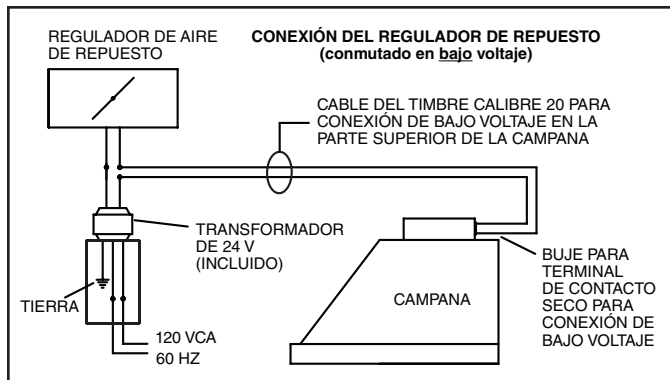 REGULADOR DE AIRE
DE REPUESTO
CONEXIÓN DEL REGULADOR DE REPUESTO
(conmutado en bajo voltaje)
CABLE DEL TIMBRE CALIBRE 20 PARA
CONEXIÓN DE BAJO VOLTAJE EN LA
PARTE SUPERIOR DE LA CAMPANA
TRANSFORMADOR
DE 24 V
(INCLUIDO)
TIERRA
120 VCA
60 HZ
CAMPANA
BUJE PARA
TERMINAL
DE CONTACTO
SECO PARA
CONEXIÓN DE
BAJO VOLTAJE